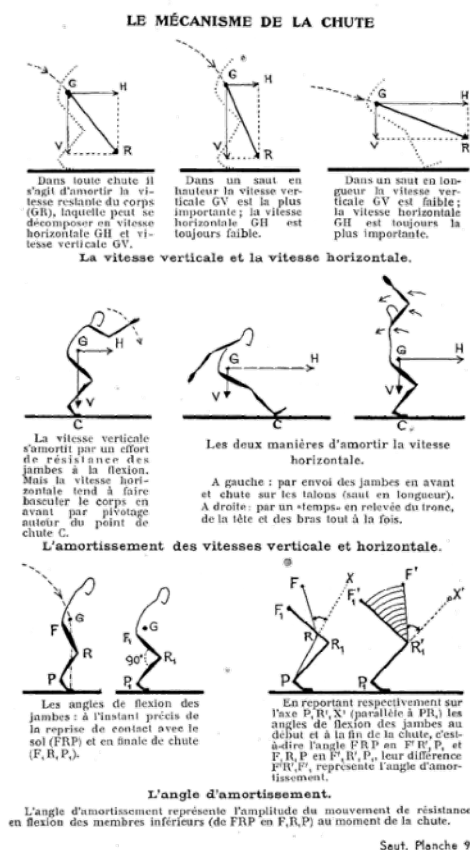 LE MÉCANISME DE LA CHUTE
G H V R
G H V R
G H V R
Dans toute chute il
s'agit d'amortir la vi-
tesse restante du corps
(GR), laquelle peut se
décomposer en vitesse
horizontale GH et vi-
tesse verticale GV.
Dans un saut en
hauteur la vitesse ver-
ticale GV est la plus
importante ; la vitesse
horizontale GH est
toujours faible.
Dans un saut en lon-
gueur la vitesse ver-
ticale GV est faible ;
la vitesse horizontale
GH est toujours la
plus importante.
La vitesse verticale et la vitesse horizontale.
G H V C
G H V C
G H V C
La vitesse verticale
s'amortit par un effort
de résistance des
jambes à la flexion.
Mais la vitesse hori-
zontale tend à faire
basculer le corps en
avant par pivotage
autour du point de
chute C.
Les deux manières d'amortir la vitesse
horizontale.
A gauche : par envoi des jambes en avant
et chute sur les talons (saut en longueur).
A droite : par un «temps» en relevée du tronc,
de la tête et des bras tout à la fois.
L'amortissement des vitesses verticale et horizontale.
G F R P
G F₁ 90° R₁ P₁
F X F₁ R R₁ P
F' F'₁ X' R'₁ P₁
Les angles de flexion des
jambes : à l'instant précis de
la reprise de contact avec le
sol (FRP) et en finale de chute
(F₁R₁P₁).
En reportant respectivement sur
l'axe P₁R'X' (parallèle à PR₁) les
angles de flexion des jambes au
début et à la fin de la chute, c'est-
à-dire l'angle FRP en F'R'P₁ et
F₁R₁P en F'₁R'₁P₁, leur différence
F'R'₁F'₁ représente l'angle d'amor-
tissement.
L'angle d'amortissement.
L'angle d'amortissement représente l'amplitude du mouvement de résistance
en flexion des membres inférieurs (de FRP en F₁R₁P) au moment de la chute.
Saut. Planche